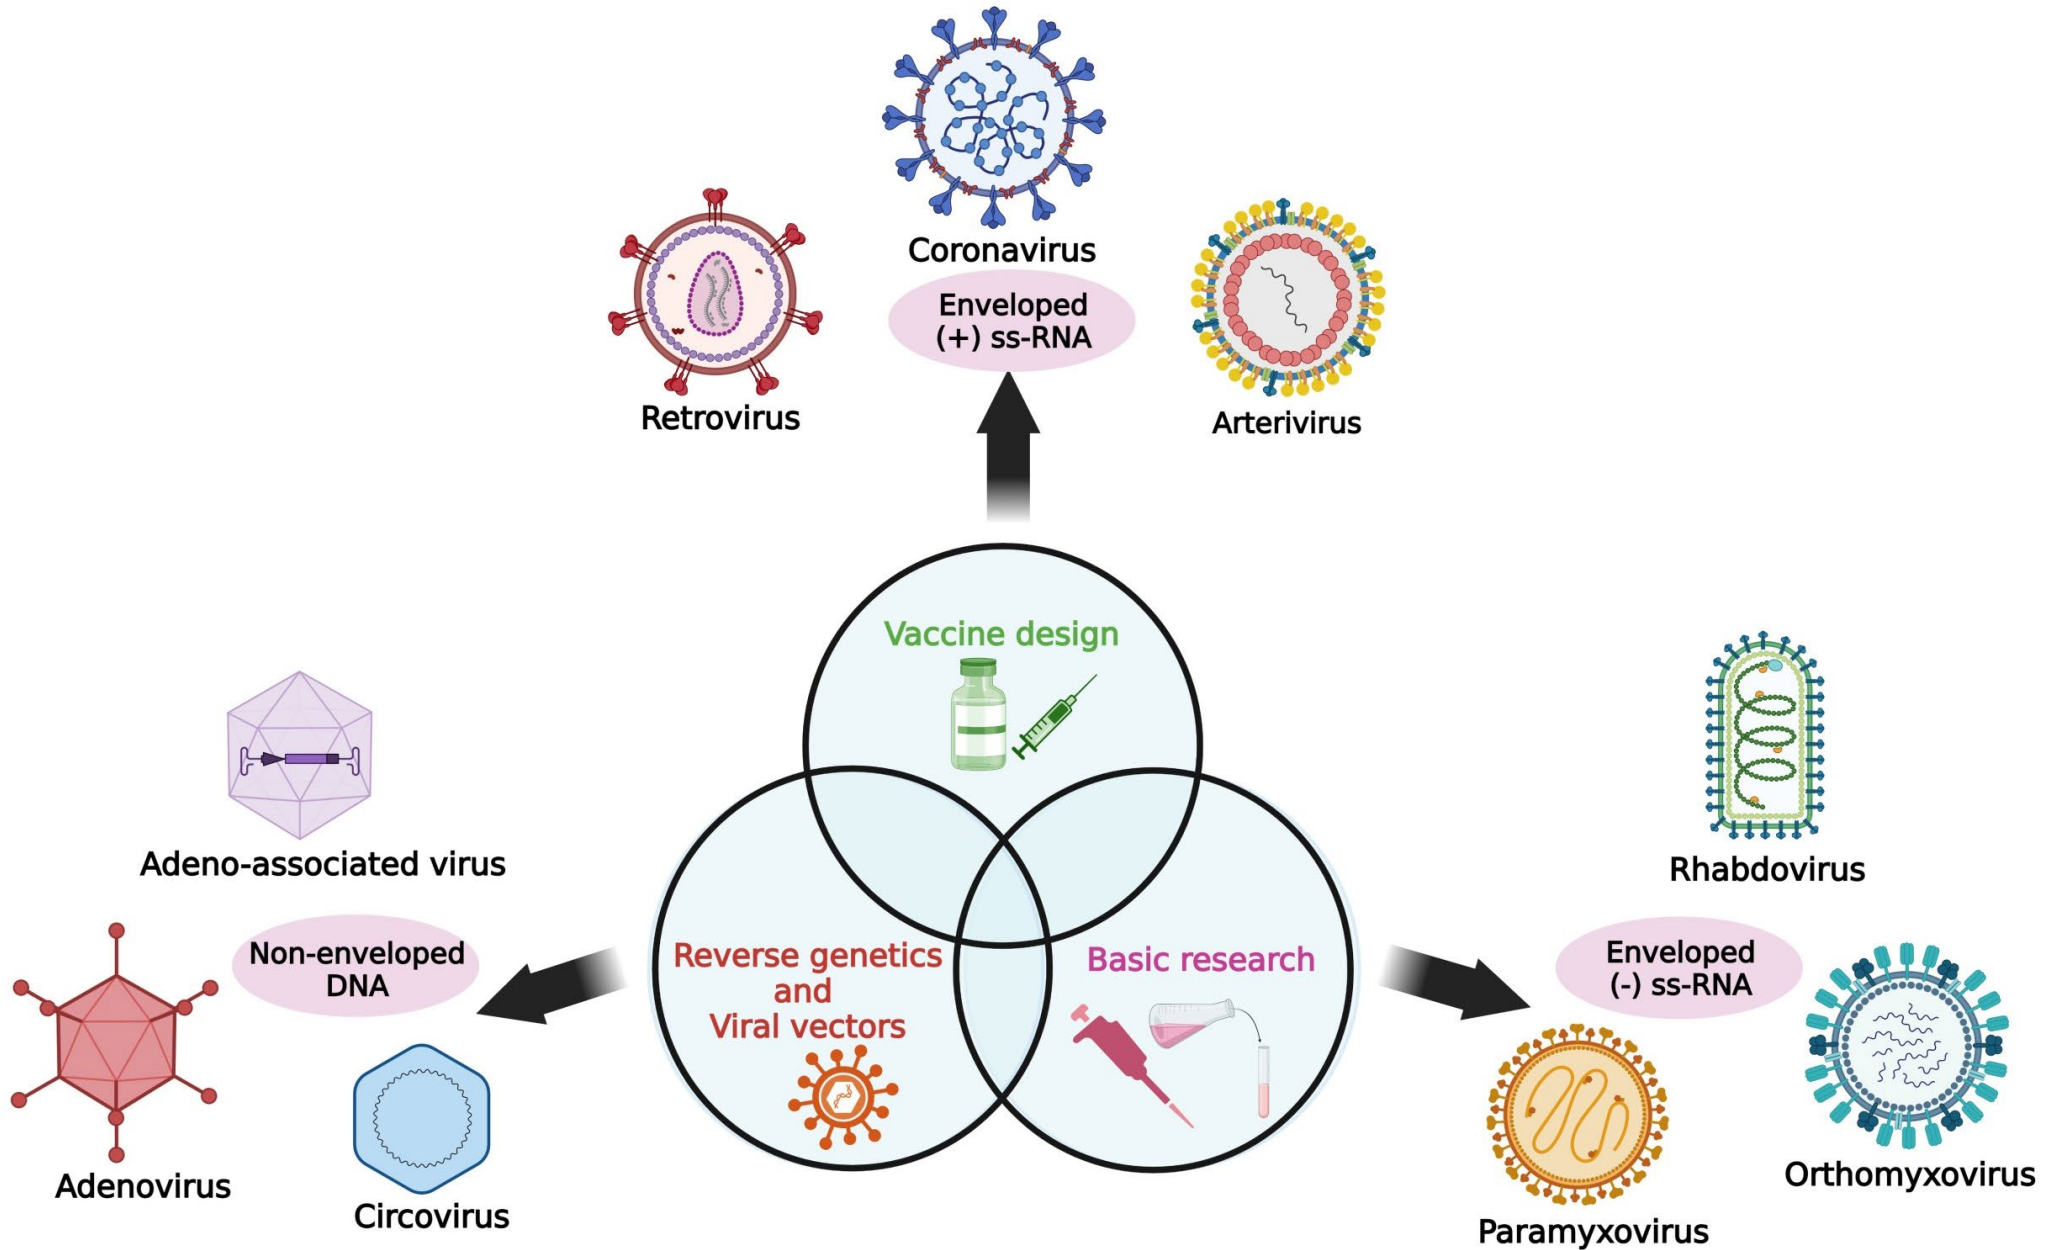 Coronavirus
Enveloped
(+) ss-RNA
Retrovirus
Arterivirus
Vaccine design
Adeno-associated virus
Non-enveloped
DNA
Adenovirus
Circovirus
Reverse genetics
and
Viral vectors
Basic research
Rhabdovirus
Enveloped
(-) ss-RNA
Orthomyxovirus
Paramyxovirus